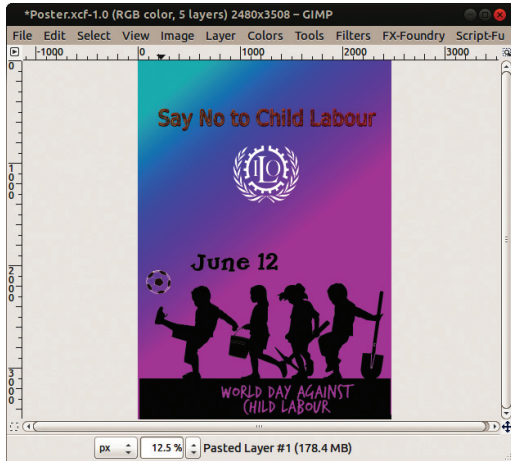 *Poster.xcf-1.0 (RGB color, 5 layers) 2480x3508 – GIMP
File Edit Select View Image Layer Colors Tools Filters FX-Foundry Script-Fu
-1000 0 1000 2000 3000
0
1000
2000
3000
Say No to Child Labour
ILO
June 12
WORLD DAY AGAINST
CHILD LABOUR
px 12.5 % Pasted Layer #1 (178.4 MB)